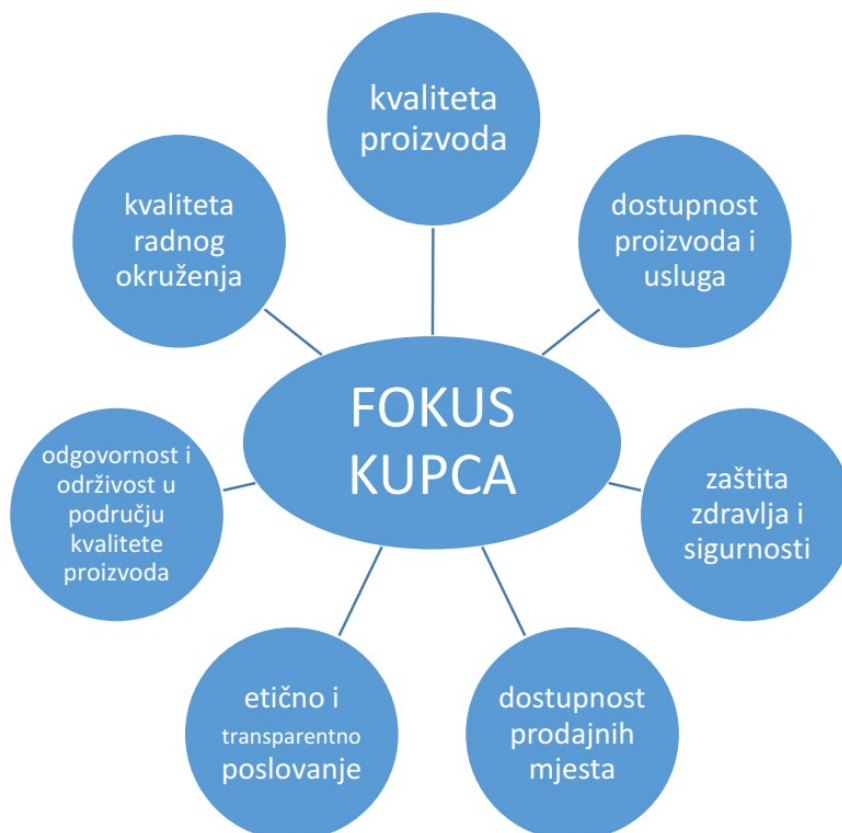 kvaliteta
proizvoda
dostupnost
proizvoda i
usluga
zaštita
zdravlja i
sigurnosti
dostupnost
prodajnih
mjesta
etično i
transparentno
poslovanje
odgovornost i
održivost u
području
kvalitete
proizvoda
kvaliteta
radnog
okruženja
FOKUS
KUPCA